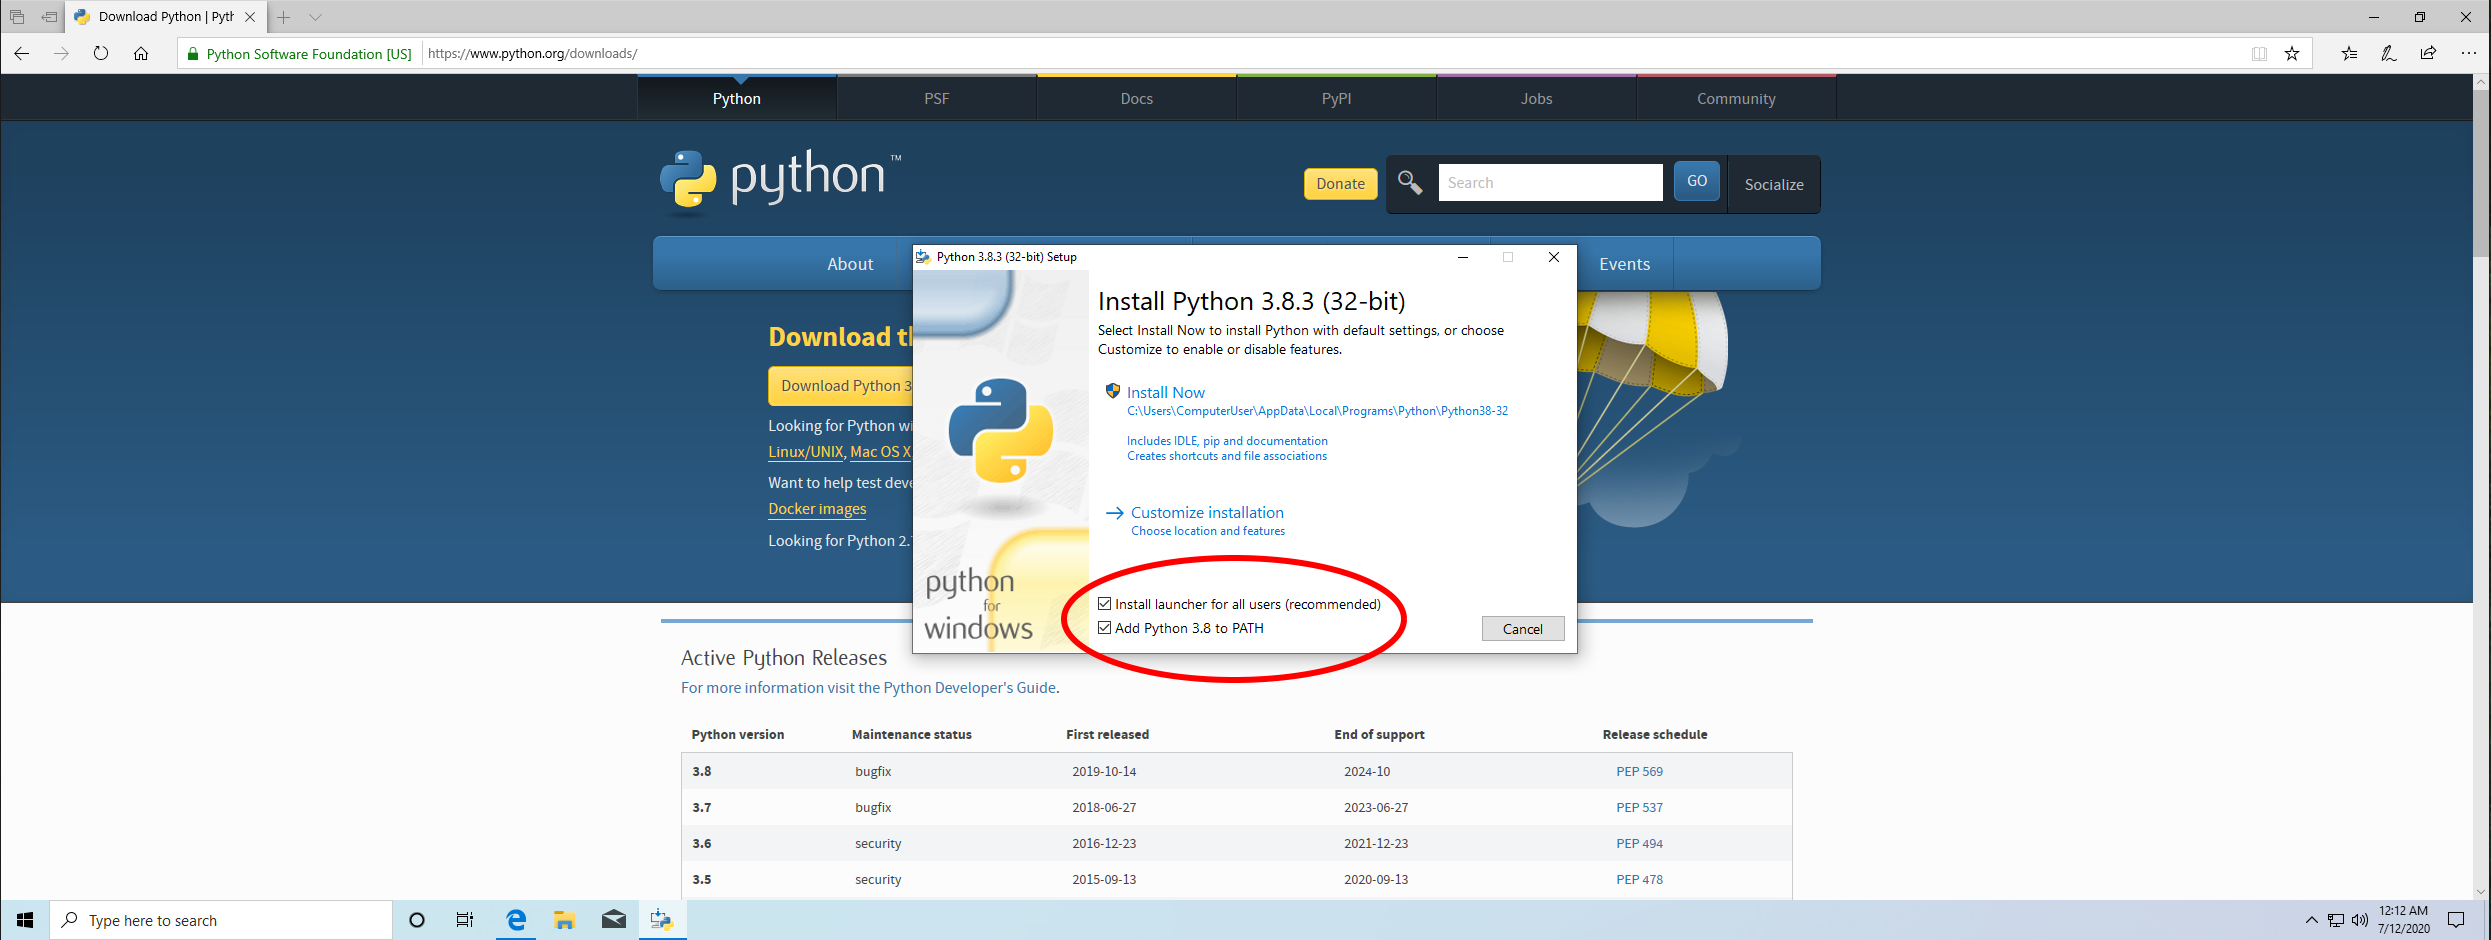 Download Python | Pyth
Python Software Foundation [US]
https://www.python.org/downloads/
Python
PSF
Docs
PyPI
Jobs
Community
python™
Donate
Search
GO
Socialize
About
Events
Python 3.8.3 (32-bit) Setup
Install Python 3.8.3 (32-bit)
Select Install Now to install Python with default settings, or choose
Customize to enable or disable features.
Install Now
C:\Users\ComputerUser\AppData\Local\Programs\Python\Python38-32
Includes IDLE, pip and documentation
Creates shortcuts and file associations
Customize installation
Choose location and features
Install launcher for all users (recommended)
Add Python 3.8 to PATH
Cancel
python
for
windows
Download t
Download Python 3
Looking for Python wi
Linux/UNIX, Mac OS X
Want to help test deve
Docker images
Looking for Python 2.
Active Python Releases
For more information visit the Python Developer's Guide.
Python version Maintenance status First released End of support Release schedule
3.8 bugfix 2019-10-14 2024-10 PEP 569
3.7 bugfix 2018-06-27 2023-06-27 PEP 537
3.6 security 2016-12-23 2021-12-23 PEP 494
3.5 security 2015-09-13 2020-09-13 PEP 478
Type here to search
12:12 AM
7/12/2020